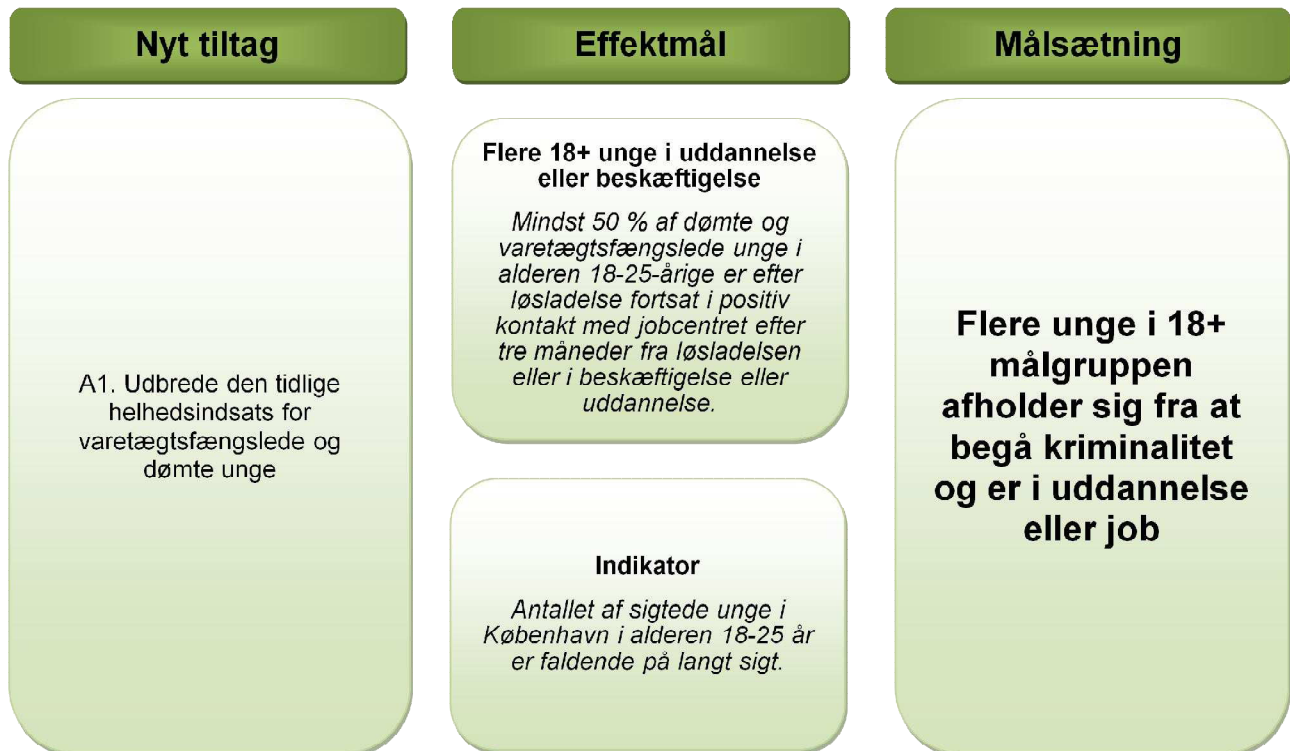 Nyt tiltag
Effektmål
Målsætning
A1. Udbrede den tidlige
helhedsindsats for
varetægtsfængslede og
dømte unge
Flere 18+ unge i uddannelse
eller beskæftigelse
Mindst 50 % af dømte og
varetægtsfængslede unge i
alderen 18-25-årige er efter
løsladelse fortsat i positiv
kontakt med jobcentret efter
tre måneder fra løsladelsen
eller i beskæftigelse eller
uddannelse.
Indikator
Antallet af sigtede unge i
København i alderen 18-25 år
er faldende på langt sigt.
Flere unge i 18+
målgruppen
afholder sig fra at
begå kriminalitet
og er i uddannelse
eller job